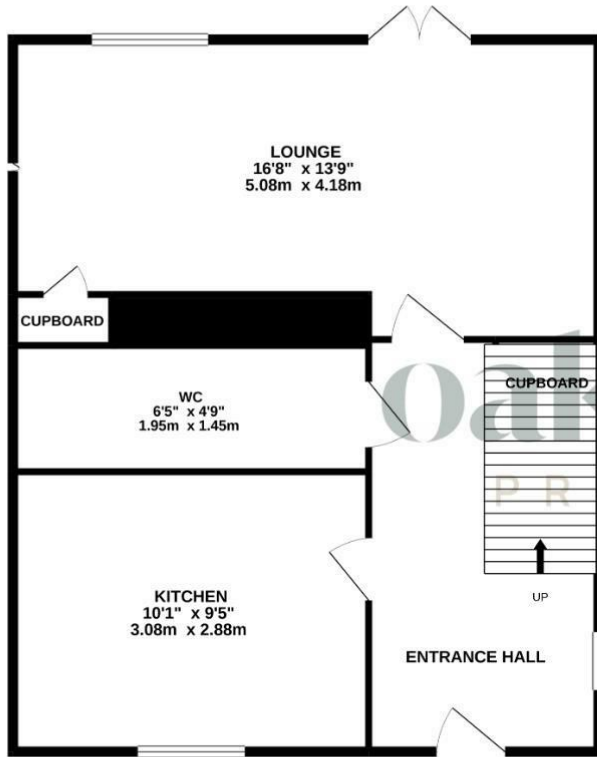 LOUNGE
16'8" x 13'9"
5.08m x 4.18m
CUPBOARD
WC
6'5" x 4'9"
1.95m x 1.45m
CUPBOARD
oak
P R
UP
KITCHEN
10'1" x 9'5"
3.08m x 2.88m
ENTRANCE HALL